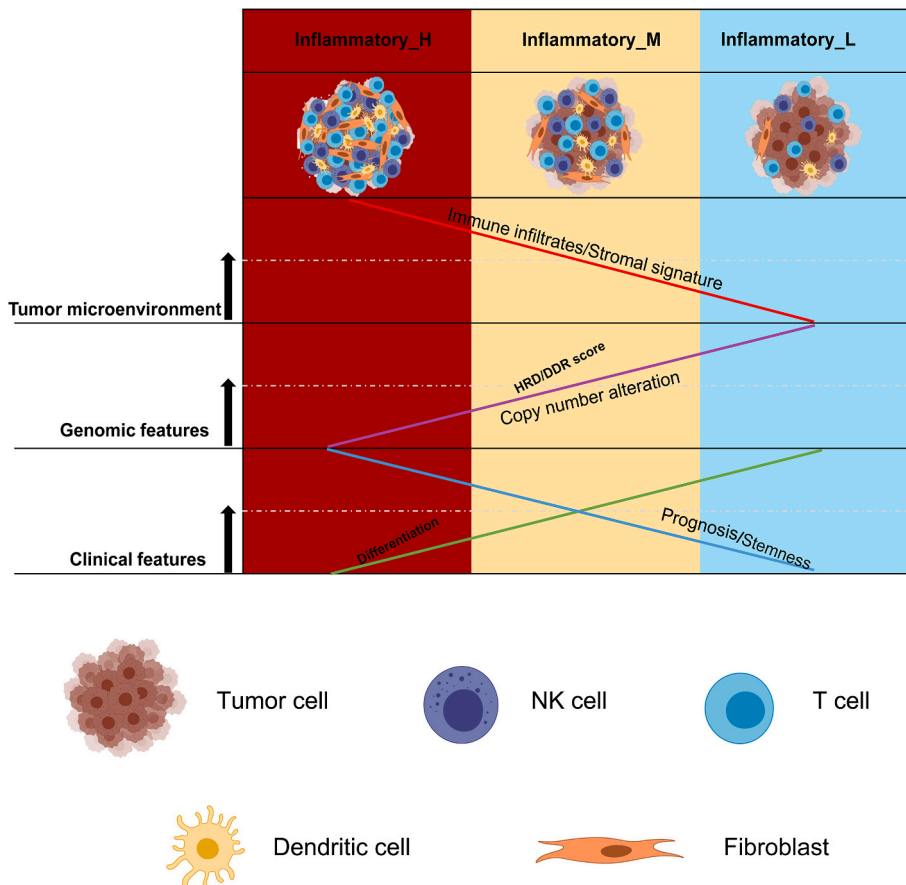 Inflammatory_H
Inflammatory_M
Inflammatory_L
Immune infiltrates/Stromal signature
Tumor microenvironment
HRD/DDR score
Copy number alteration
Genomic features
Differentiation
Prognosis/Stemness
Clinical features
Tumor cell
NK cell
T cell
Dendritic cell
Fibroblast